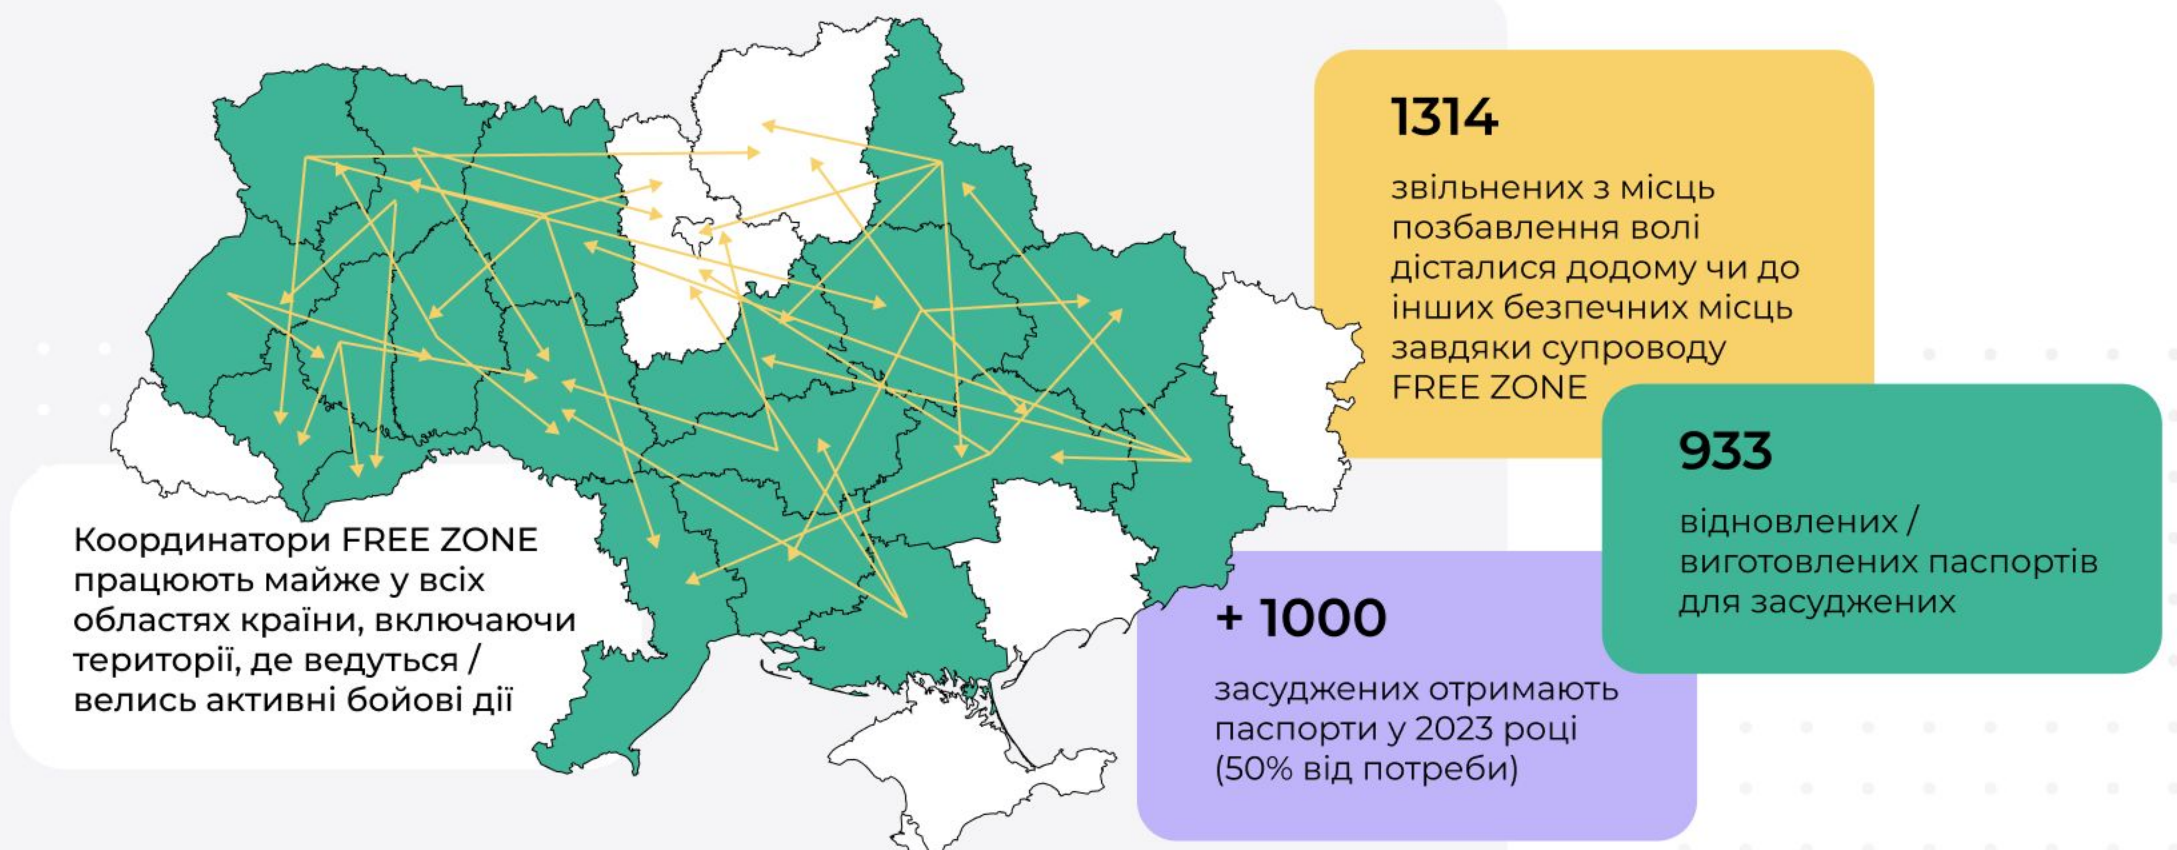 1314
звільнених з місць
позбавлення волі
дісталися додому чи до
інших безпечних місць
завдяки супроводу
FREE ZONE
933
відновлених /
виготовлених паспортів
для засуджених
Координатори FREE ZONE
працюють майже у всіх
областях країни, включаючи
території, де ведуться /
велись активні бойові дії
+ 1000
засуджених отримають
паспорти у 2023 році
(50% від потреби)